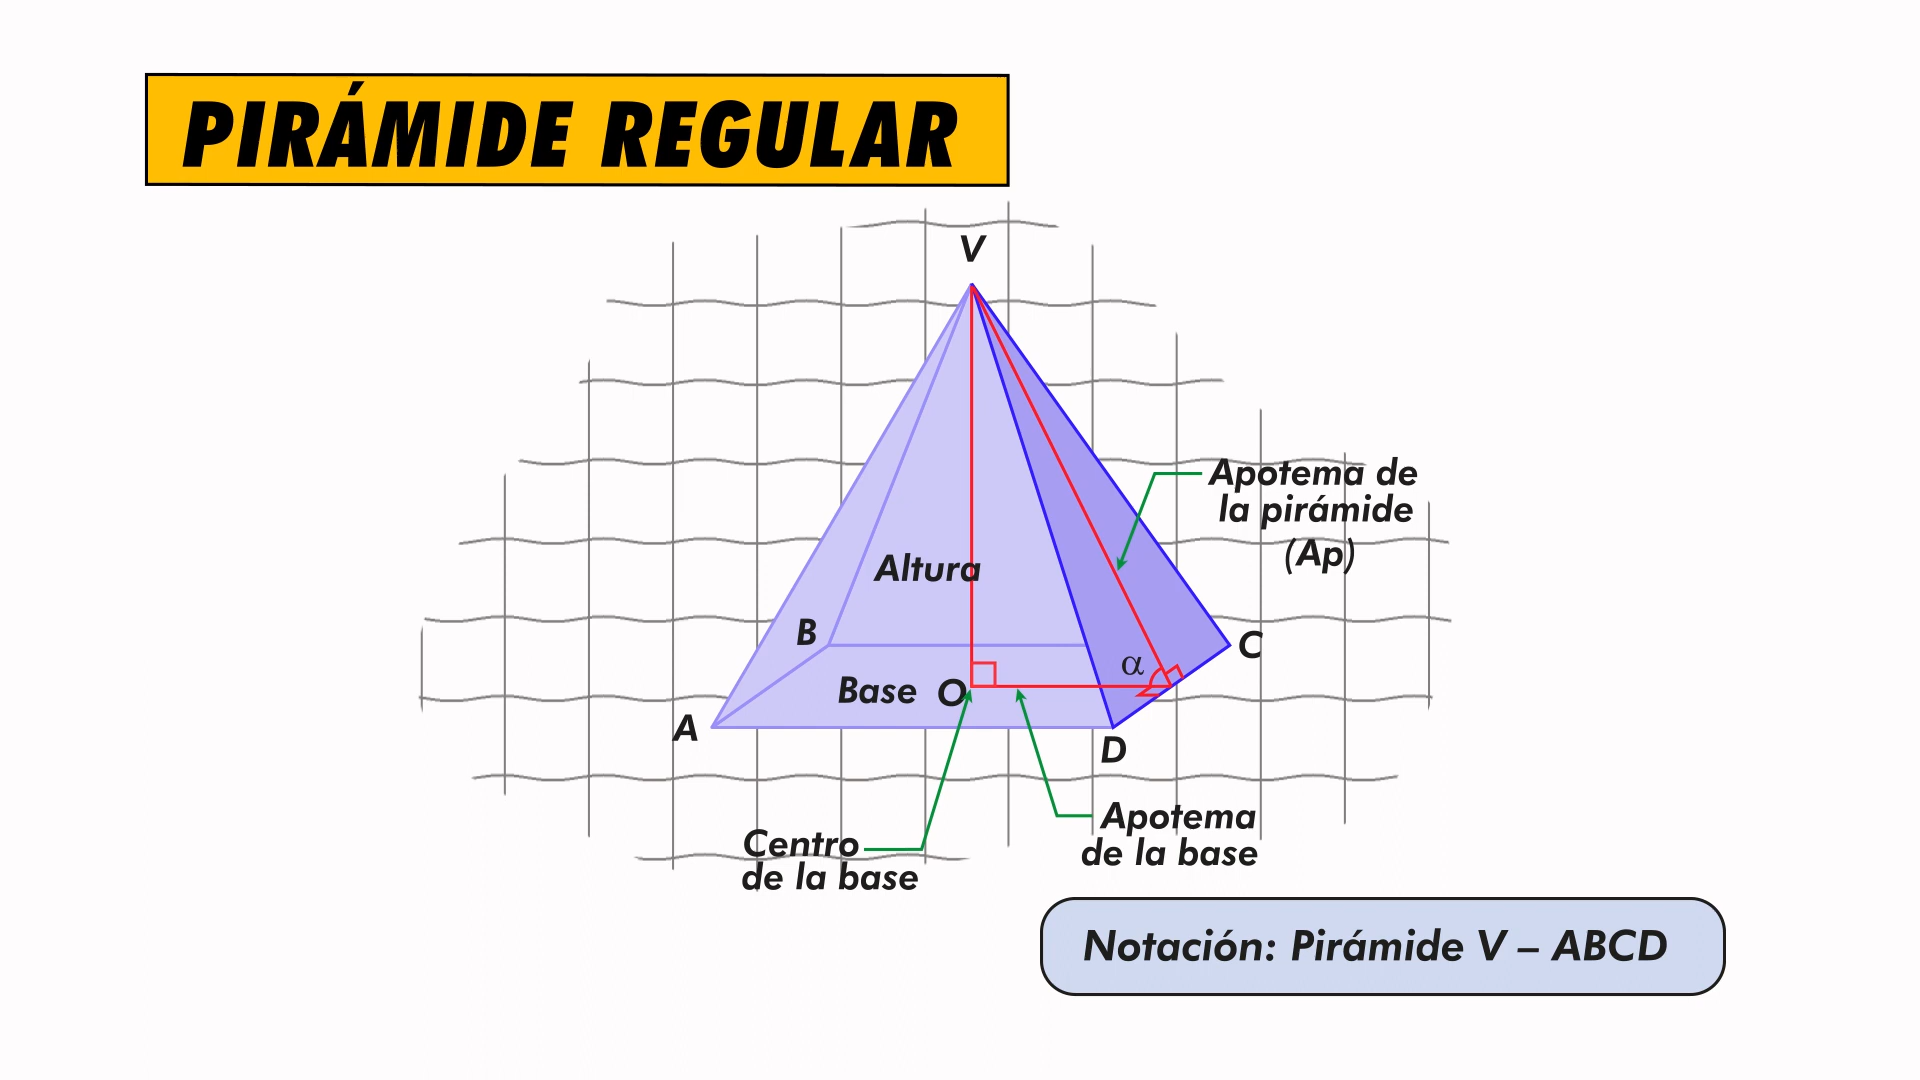 PIRÁMIDE REGULAR
V
Apotema de
la pirámide
(Ap)
Altura
B
C
α
Base O
A
D
Apotema
de la base
Centro
de la base
Notación: Pirámide V – ABCD